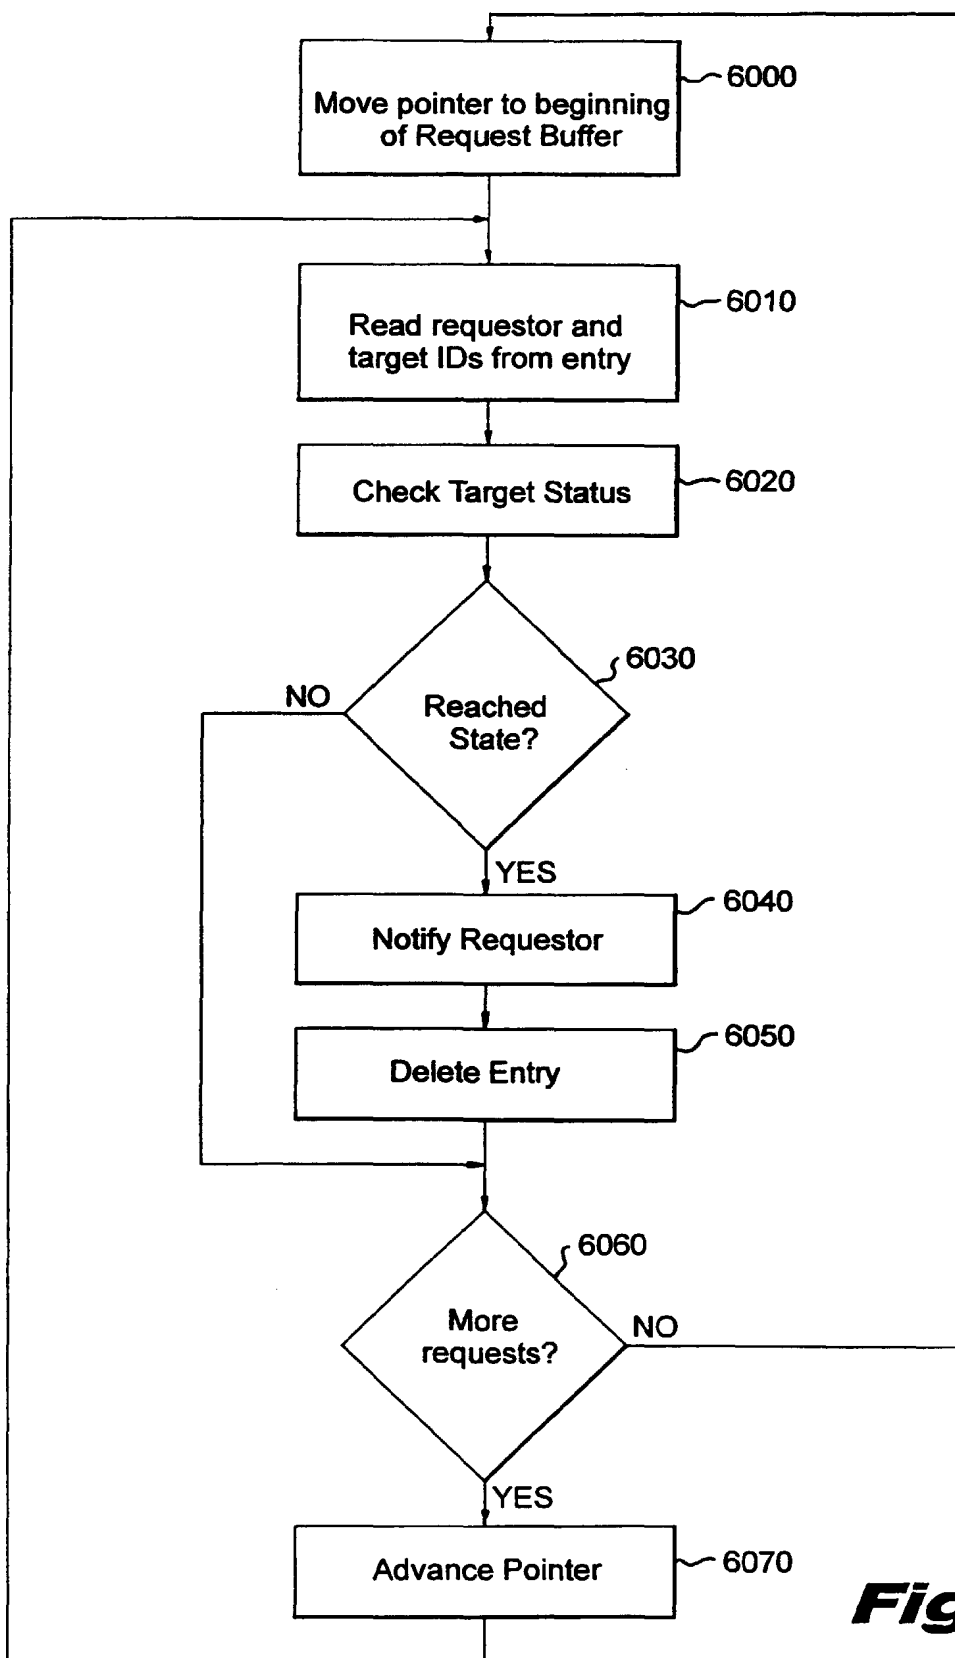 6000
Move pointer to beginning
of Request Buffer
6010
Read requestor and
target IDs from entry
Check Target Status
6020
6030
NO
Reached
State?
YES
6040
Notify Requestor
6050
Delete Entry
6060
More
requests?
NO
YES
Advance Pointer
6070
Fig